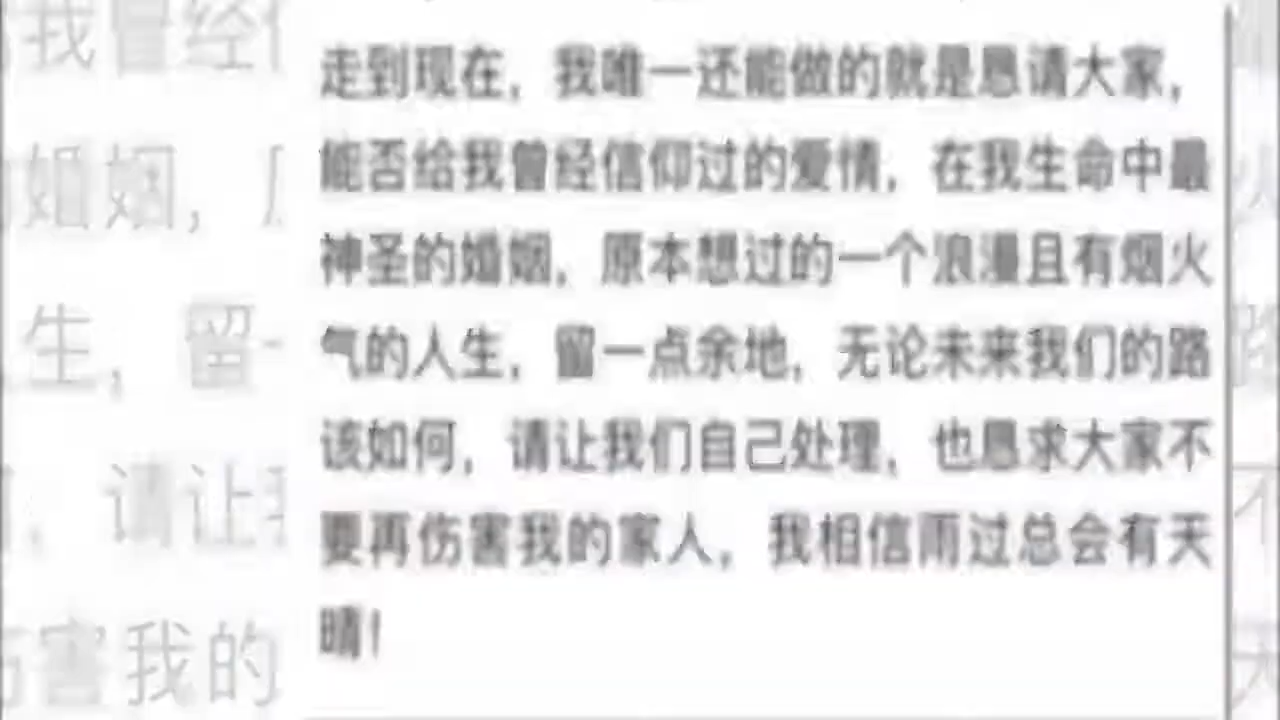 走到现在，我唯一还能做的就是恳请大家，
能否给我曾经信仰过的爱情，在我生命中最
神圣的婚姻，原本想过的一个浪漫且有烟火
气的人生，留一点余地，无论未来我们的路
该如何，请让我们自己处理，也恳求大家不
要再伤害我的家人，我相信雨过总会有天
晴！